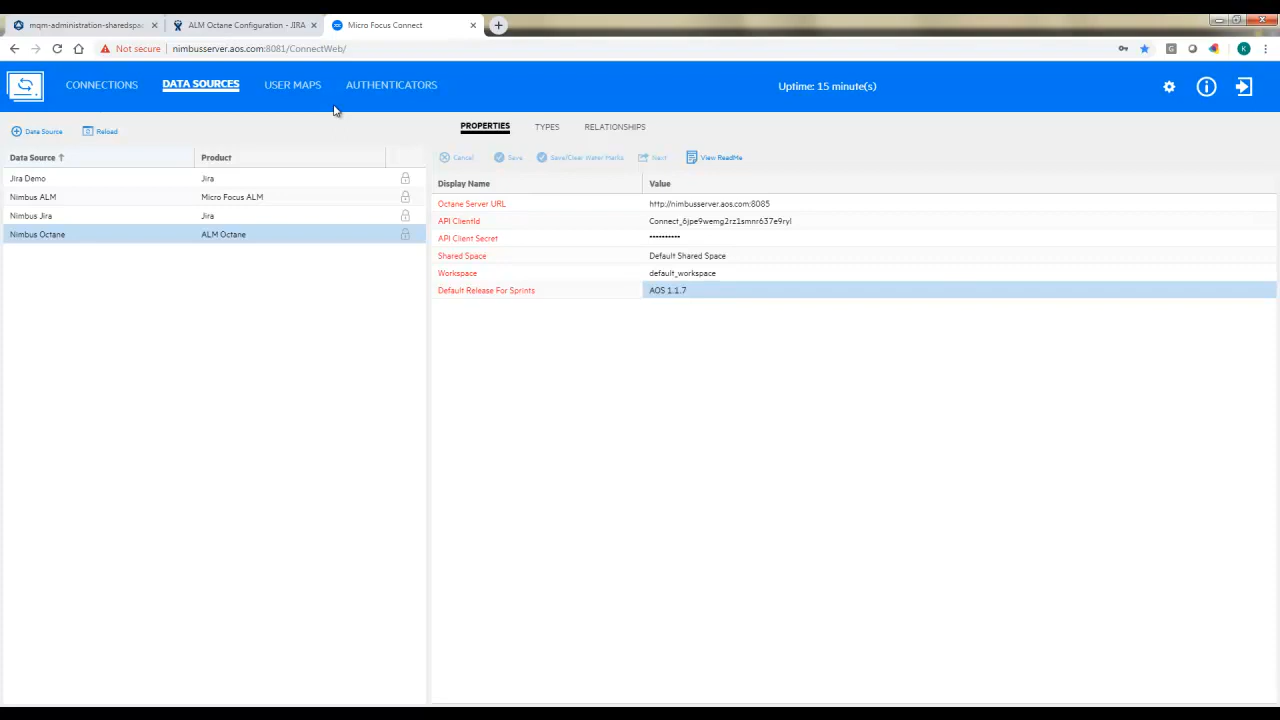 mqm-administration-sharedspac
ALM Octane Configuration - JIRA
Micro Focus Connect
Not secure nimbusserver.aos.com:8081/ConnectWeb/
K
CONNECTIONS DATA SOURCES USER MAPS AUTHENTICATORS Uptime: 15 minute(s)
Data Source Reload
PROPERTIES TYPES RELATIONSHIPS
Data Source Product
Jira Demo Jira
Nimbus ALM Micro Focus ALM
Nimbus Jira Jira
Nimbus Octane ALM Octane
Cancel Save Save/Clear Water Marks Next View ReadMe
Display Name Value
Octane Server URL http://nimbusserver.aos.com:8085
API ClientId Connect_6jpe9wemg2rz1smnr637e9ryl
API Client Secret ••••••••••
Shared Space Default Shared Space
Workspace default_workspace
Default Release For Sprints AOS 1.1.7